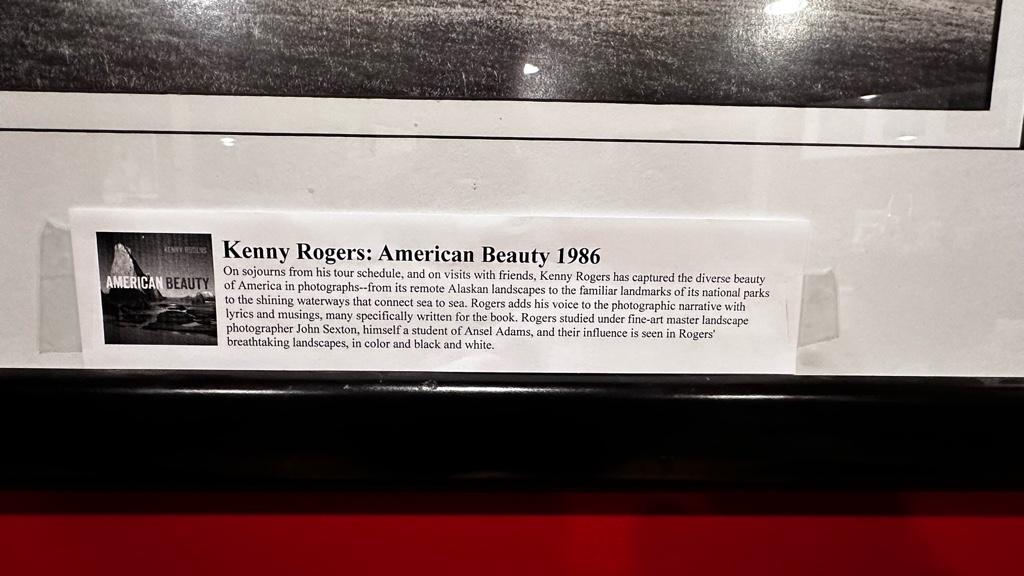 KENNY ROGERS
AMERICAN BEAUTY
Kenny Rogers: American Beauty 1986
On sojourns from his tour schedule, and on visits with friends, Kenny Rogers has captured the diverse beauty
of America in photographs--from its remote Alaskan landscapes to the familiar landmarks of its national parks
to the shining waterways that connect sea to sea. Rogers adds his voice to the photographic narrative with
lyrics and musings, many specifically written for the book. Rogers studied under fine-art master landscape
photographer John Sexton, himself a student of Ansel Adams, and their influence is seen in Rogers'
breathtaking landscapes, in color and black and white.